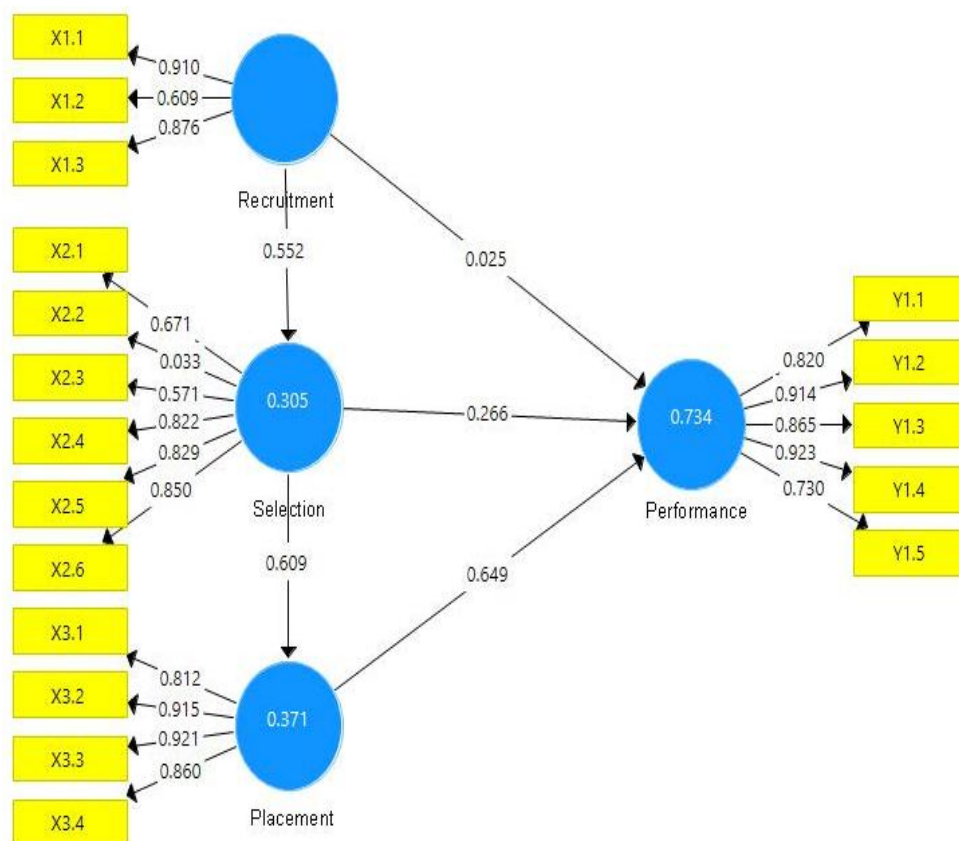 X1.1
0.910
X1.2
0.609
0.876
X1.3
Recruitment
0.552
0.025
X2.1
X2.2
0.671
0.033
X2.3
0.571
0.822
X2.4
0.829
0.850
X2.5
X2.6
0.305
Selection
0.266
0.609
0.649
X3.1
0.812
X3.2
0.915
0.921
X3.3
0.860
X3.4
0.371
Placement
0.734
Performance
Y1.1
0.820
Y1.2
0.914
0.865
Y1.3
0.923
Y1.4
0.730
Y1.5